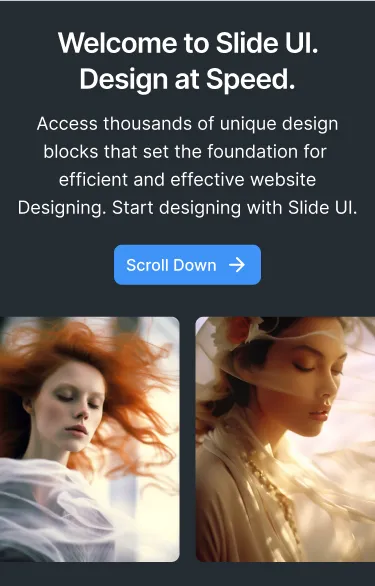 Welcome to Slide UI.
Design at Speed.
Access thousands of unique design
blocks that set the foundation for
efficient and effective website
Designing. Start designing with Slide UI.
Scroll Down